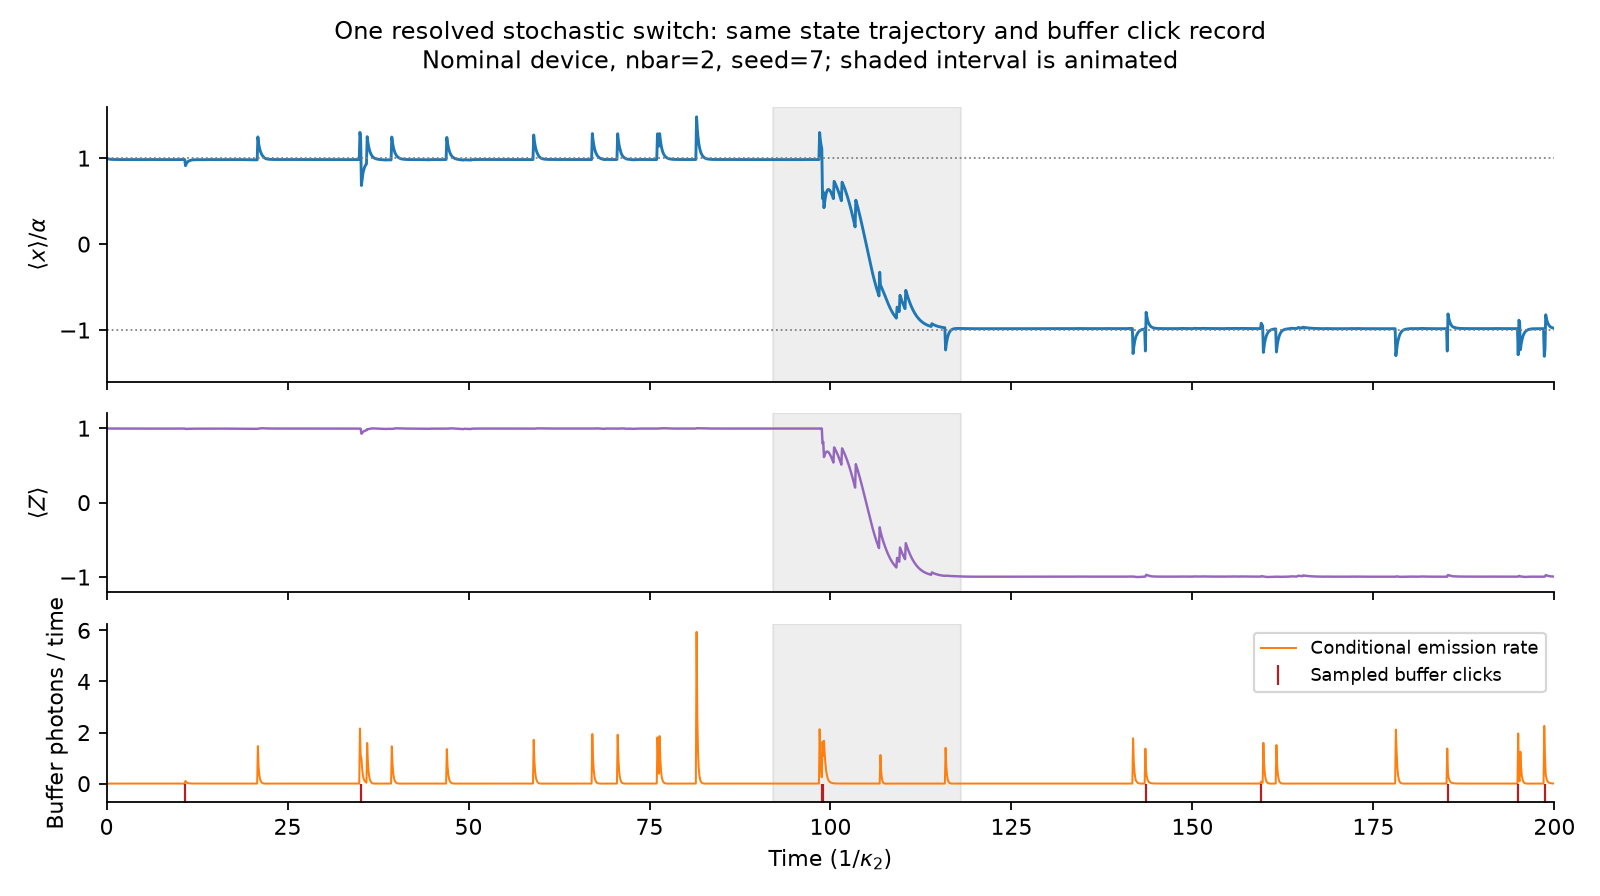 One resolved stochastic switch: same state trajectory and buffer click record
Nominal device, nbar=2, seed=7; shaded interval is animated
⟨x⟩/α
1
0
−1
⟨Z⟩
1
0
−1
Buffer photons / time
6
4
2
0
Conditional emission rate
Sampled buffer clicks
0 25 50 75 100 125 150 175 200
Time (1/κ₂)